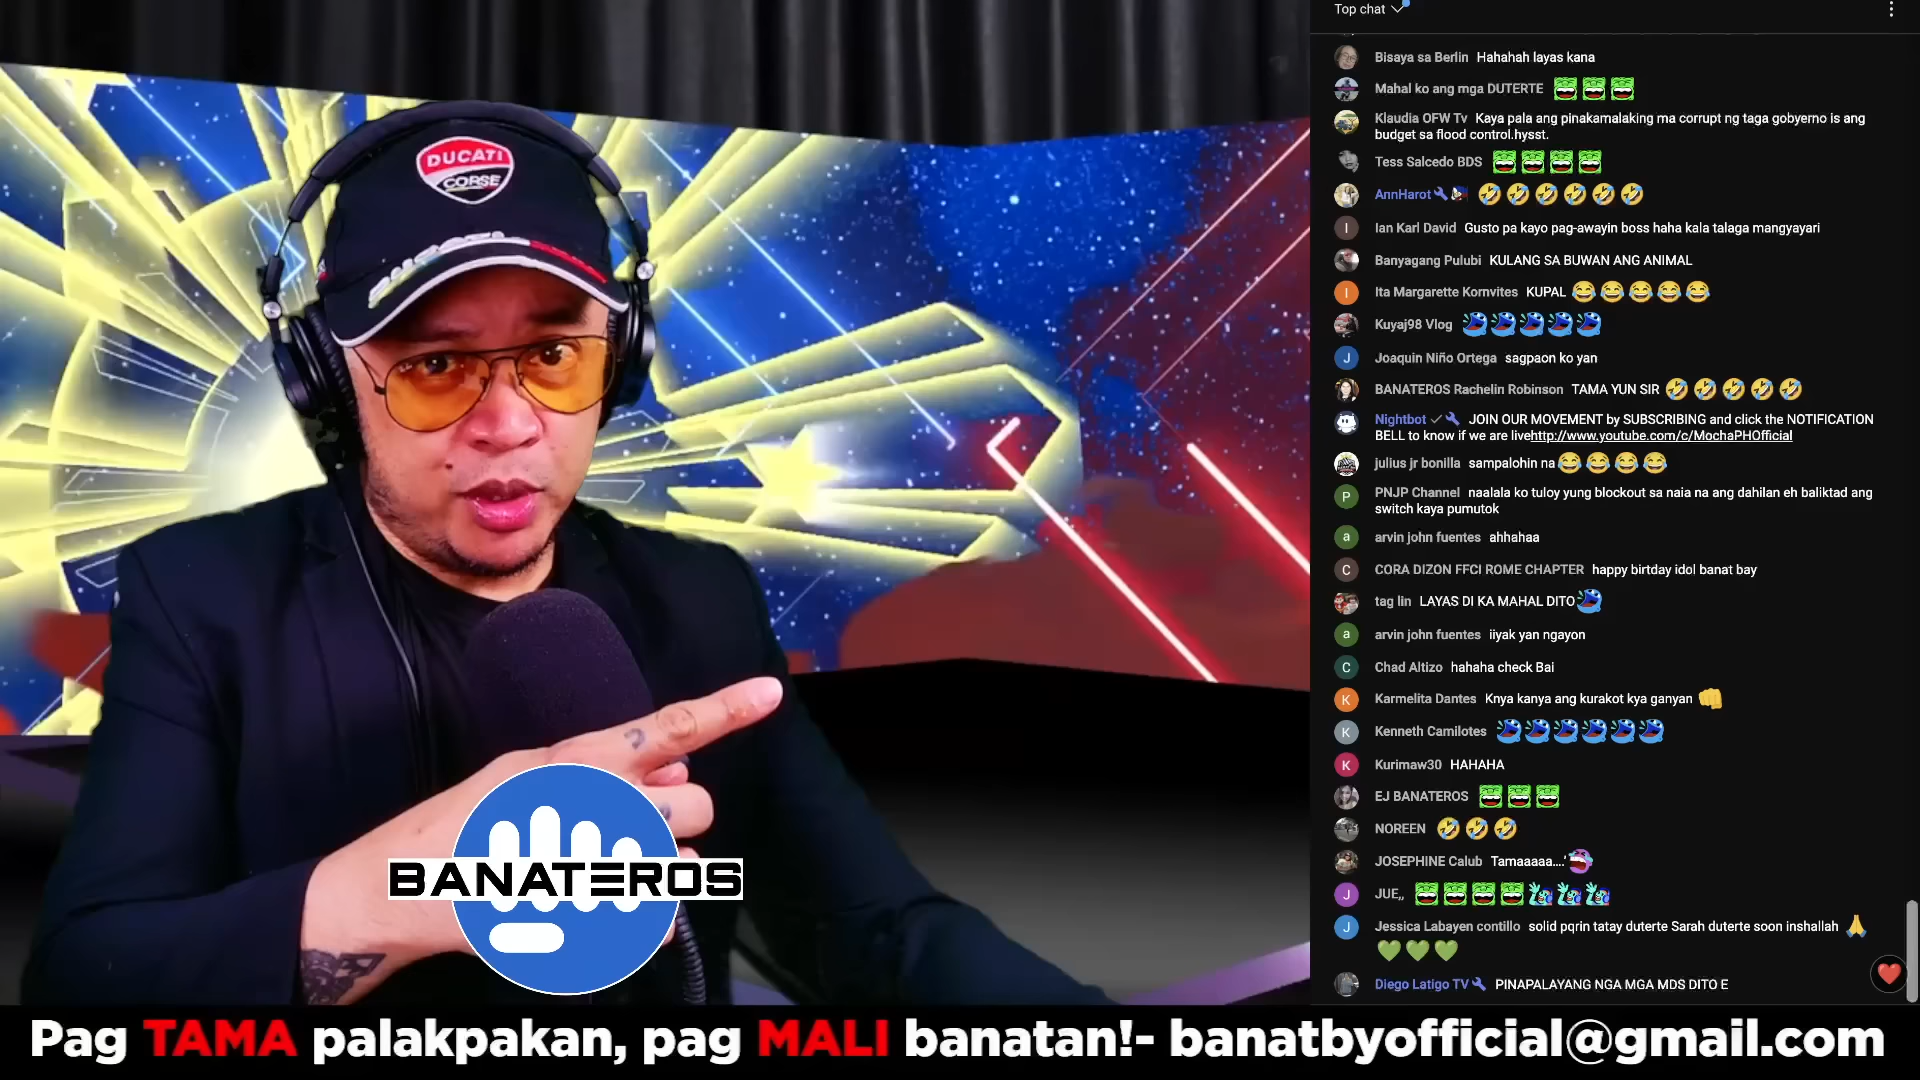 Top chat
Bisaya sa Berlin Hahahah layas kana
Mahal ko ang mga DUTERTE
Klaudia OFW Tv Kaya pala ang pinakamalaking ma corrupt ng taga gobyerno is ang
budget sa flood control.hysst.
Tess Salcedo BDS
AnnHarot
Ian Karl David Gusto pa kayo pag-awayin boss haha kala talaga mangyayari
Banyagang Pulubi KULANG SA BUWAN ANG ANIMAL
Ita Margarette Kornvites KUPAL 😂😂😂😂😂
Kuyaj98 Vlog
Joaquin Niño Ortega sagpaon ko yan
BANATEROS Rachelin Robinson TAMA YUN SIR 🤣🤣🤣🤣🤣
Nightbot JOIN OUR MOVEMENT by SUBSCRIBING and click the NOTIFICATION
BELL to know if we are livehttp://www.youtube.com/c/MochaPHOfficial
julius jr bonilla sampalohin na😂😂😂😂
PNJP Channel naalala ko tuloy yung blockout sa naia na ang dahilan eh baliktad ang
switch kaya pumutok
arvin john fuentes ahhahaa
CORA DIZON FFCI ROME CHAPTER happy birtday idol banat bay
tag lin LAYAS DI KA MAHAL DITO
arvin john fuentes iiyak yan ngayon
Chad Altizo hahaha check Bai
Karmelita Dantes Knya kanya ang kurakot kya ganyan 👊
Kenneth Camilotes
Kurimaw30 HAHAHA
EJ BANATEROS
NOREEN 🤣🤣🤣
JOSEPHINE Calub Tamaaaaa....'
JUE,,
Jessica Labayen contillo solid pqrin tatay duterte Sarah duterte soon inshallah 🙏
💚💚💚
Diego Latigo TV PINAPALAYANG NGA MGA MDS DITO E
DUCATI
CORSE
BANATEROS
Pag TAMA palakpakan, pag MALI banatan!- banatbyofficial@gmail.com